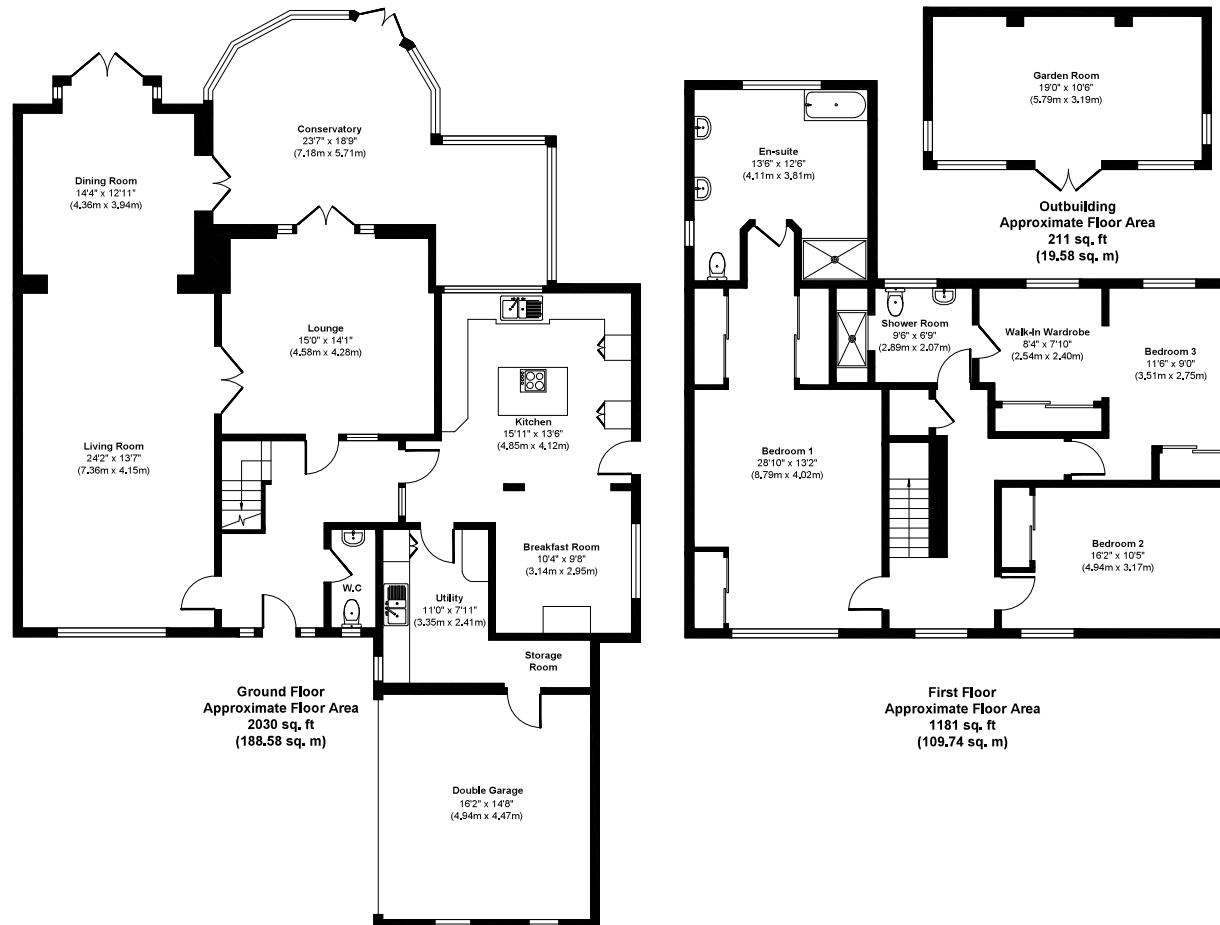 Conservatory
23'7" x 18'9"
(7.18m x 5.71m)
Dining Room
14'4" x 12'11"
(4.36m x 3.94m)
Lounge
15'0" x 14'1"
(4.58m x 4.28m)
Kitchen
15'11" x 13'6"
(4.85m x 4.12m)
Living Room
24'2" x 13'7"
(7.36m x 4.15m)
Breakfast Room
10'4" x 9'8"
(3.14m x 2.95m)
W.C
Utility
11'0" x 7'11"
(3.35m x 2.41m)
Storage
Room
Ground Floor
Approximate Floor Area
2030 sq. ft
(188.58 sq. m)
Double Garage
16'2" x 14'8"
(4.94m x 4.47m)
Garden Room
19'0" x 10'6"
(5.79m x 3.19m)
Outbuilding
Approximate Floor Area
211 sq. ft
(19.58 sq. m)
En-suite
13'6" x 12'6"
(4.11m x 3.81m)
Shower Room
9'6" x 6'9"
(2.89m x 2.07m)
Walk-In Wardrobe
8'4" x 7'10"
(2.54m x 2.40m)
Bedroom 3
11'6" x 9'0"
(3.51m x 2.75m)
Bedroom 1
28'10" x 13'2"
(8.79m x 4.02m)
Bedroom 2
16'2" x 10'5"
(4.94m x 3.17m)
First Floor
Approximate Floor Area
1181 sq. ft
(109.74 sq. m)